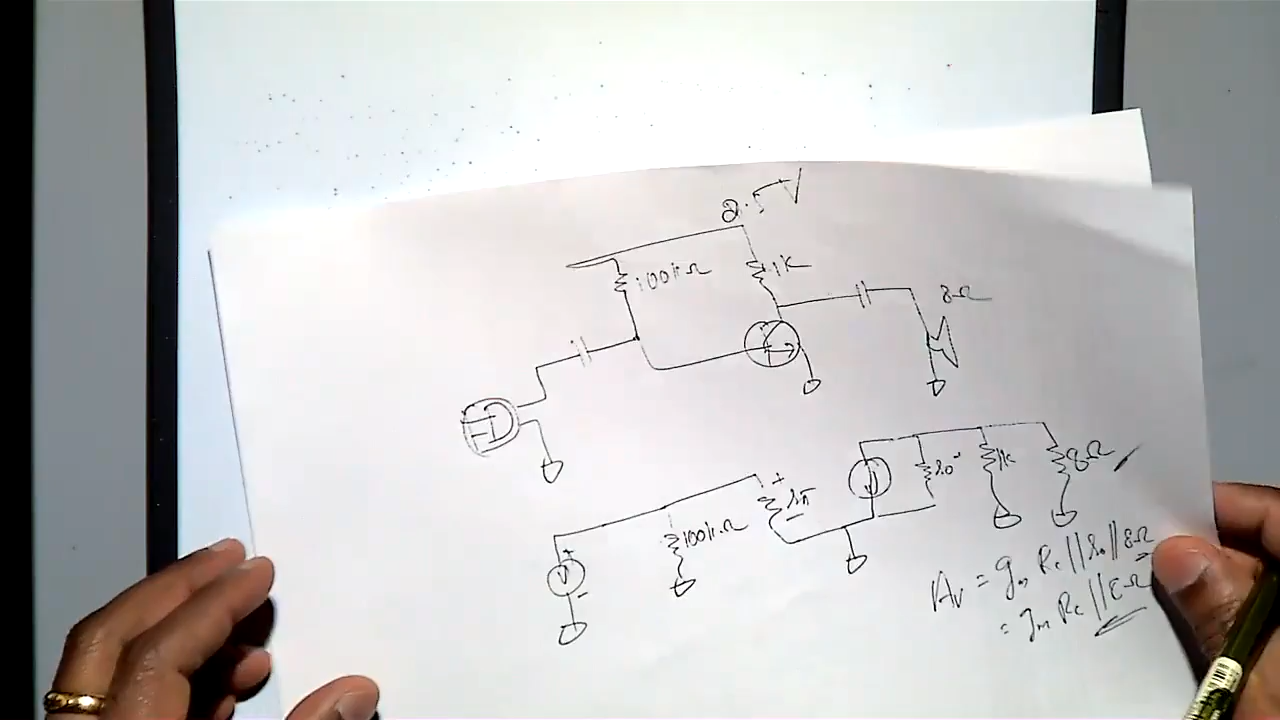 2.5V
100kΩ
1K
8Ω
100kΩ
rπ
ro
1K
8Ω
Av = gm Rc || ro || 8Ω
= gm Rc || 8Ω